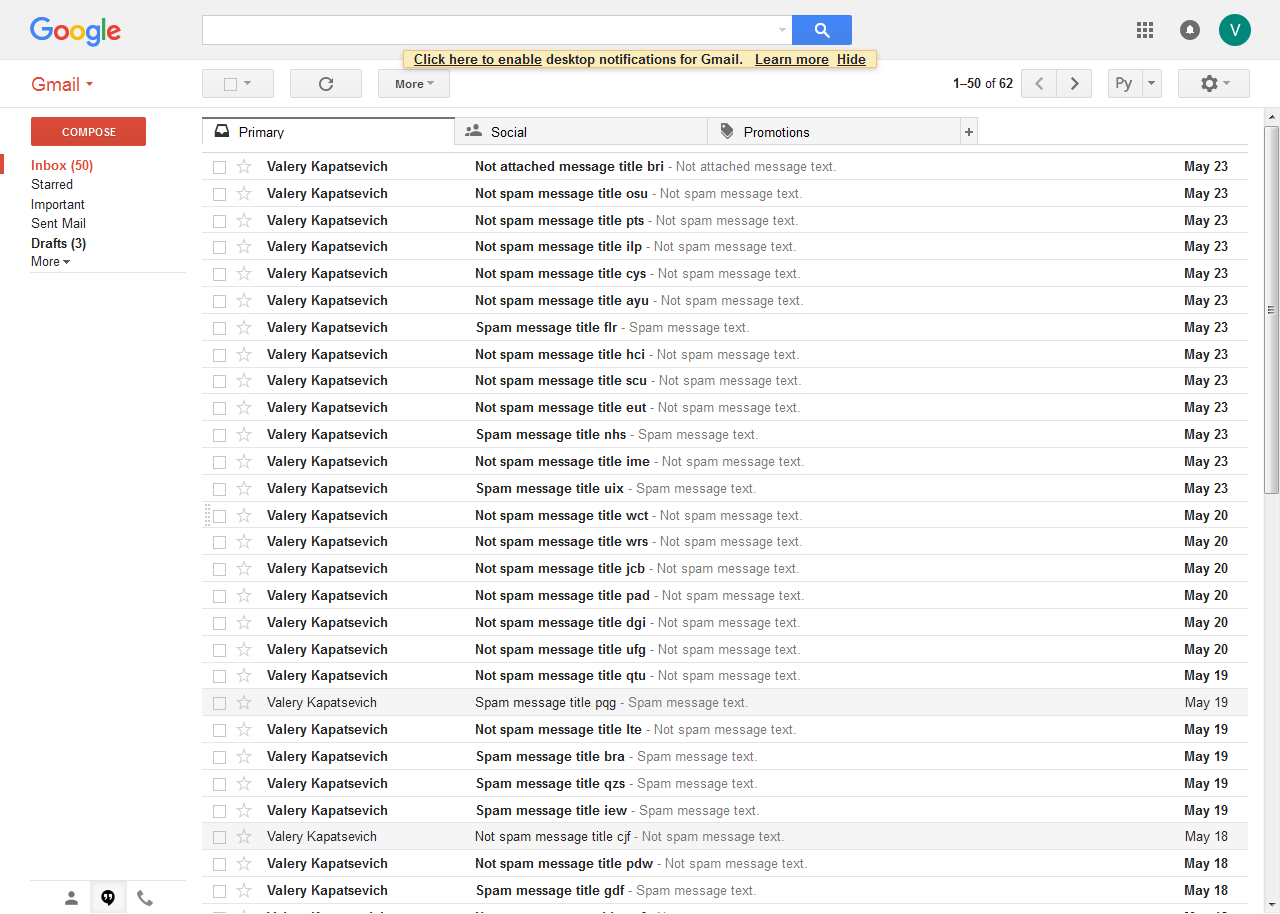 Google
V
Click here to enable desktop notifications for Gmail. Learn more Hide
Gmail
More
1–50 of 62
Py
COMPOSE
Primary
Social
Promotions
+
Inbox (50)
Starred
Important
Sent Mail
Drafts (3)
More
Valery Kapatsevich Not attached message title bri - Not attached message text. May 23
Valery Kapatsevich Not spam message title osu - Not spam message text. May 23
Valery Kapatsevich Not spam message title pts - Not spam message text. May 23
Valery Kapatsevich Not spam message title ilp - Not spam message text. May 23
Valery Kapatsevich Not spam message title cys - Not spam message text. May 23
Valery Kapatsevich Not spam message title ayu - Not spam message text. May 23
Valery Kapatsevich Spam message title flr - Spam message text. May 23
Valery Kapatsevich Not spam message title hci - Not spam message text. May 23
Valery Kapatsevich Not spam message title scu - Not spam message text. May 23
Valery Kapatsevich Not spam message title eut - Not spam message text. May 23
Valery Kapatsevich Spam message title nhs - Spam message text. May 23
Valery Kapatsevich Not spam message title ime - Not spam message text. May 23
Valery Kapatsevich Spam message title uix - Spam message text. May 23
Valery Kapatsevich Not spam message title wct - Not spam message text. May 20
Valery Kapatsevich Not spam message title wrs - Not spam message text. May 20
Valery Kapatsevich Not spam message title jcb - Not spam message text. May 20
Valery Kapatsevich Not spam message title pad - Not spam message text. May 20
Valery Kapatsevich Not spam message title dgi - Not spam message text. May 20
Valery Kapatsevich Not spam message title ufg - Not spam message text. May 20
Valery Kapatsevich Not spam message title qtu - Not spam message text. May 19
Valery Kapatsevich Spam message title pqg - Spam message text. May 19
Valery Kapatsevich Not spam message title lte - Not spam message text. May 19
Valery Kapatsevich Spam message title bra - Spam message text. May 19
Valery Kapatsevich Spam message title qzs - Spam message text. May 19
Valery Kapatsevich Spam message title iew - Spam message text. May 19
Valery Kapatsevich Not spam message title cjf - Not spam message text. May 18
Valery Kapatsevich Not spam message title pdw - Not spam message text. May 18
Valery Kapatsevich Spam message title gdf - Spam message text. May 18